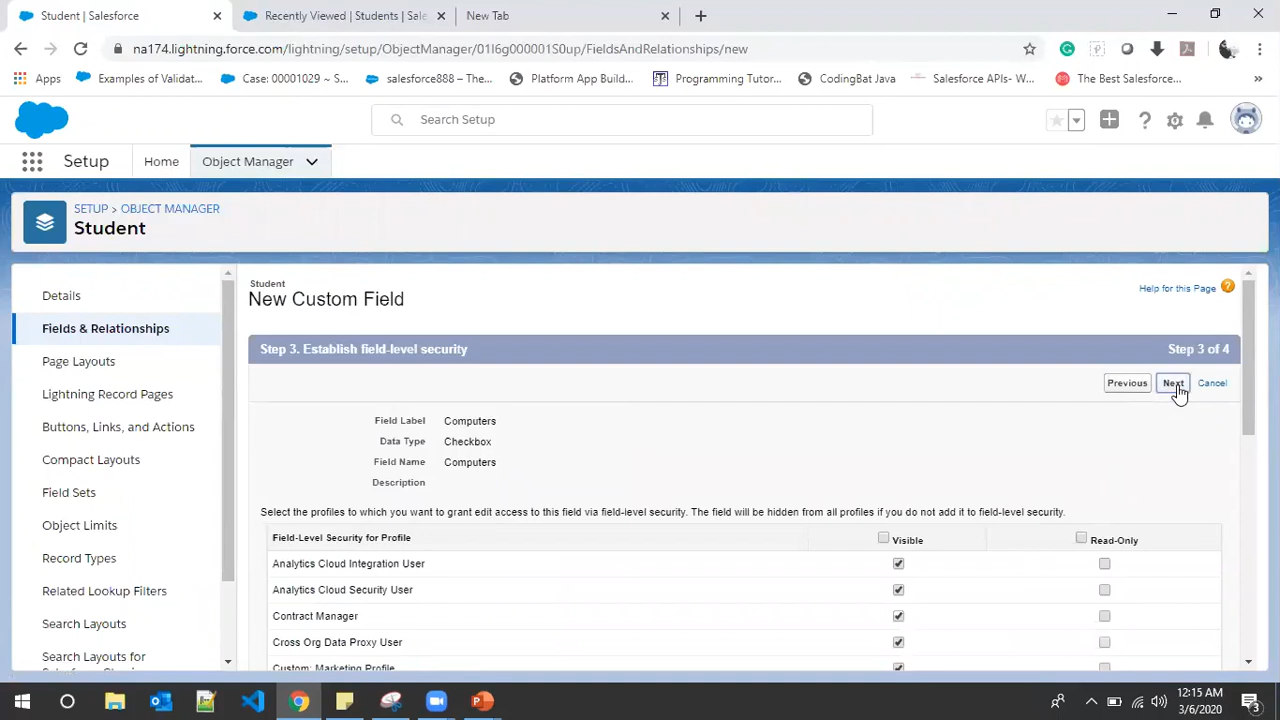 Student | Salesforce
Recently Viewed | Students | Sale
New Tab
na174.lightning.force.com/lightning/setup/ObjectManager/01I6g000001S0up/FieldsAndRelationships/new
Apps
Examples of Validat...
Case: 00001029 ~ S...
salesforce888 – The...
Platform App Build...
Programming Tutor...
CodingBat Java
Salesforce APIs- W...
The Best Salesforce...
Search Setup
Setup
Home
Object Manager
SETUP > OBJECT MANAGER
Student
Details
Fields & Relationships
Page Layouts
Lightning Record Pages
Buttons, Links, and Actions
Compact Layouts
Field Sets
Object Limits
Record Types
Related Lookup Filters
Search Layouts
Search Layouts for
Student
New Custom Field
Help for this Page
Step 3. Establish field-level security
Step 3 of 4
Previous
Next
Cancel
Field Label Computers
Data Type Checkbox
Field Name Computers
Description
Select the profiles to which you want to grant edit access to this field via field-level security. The field will be hidden from all profiles if you do not add it to field-level security.
Field-Level Security for Profile Visible Read-Only
Analytics Cloud Integration User
Analytics Cloud Security User
Contract Manager
Cross Org Data Proxy User
Custom: Marketing Profile
12:15 AM
3/6/2020